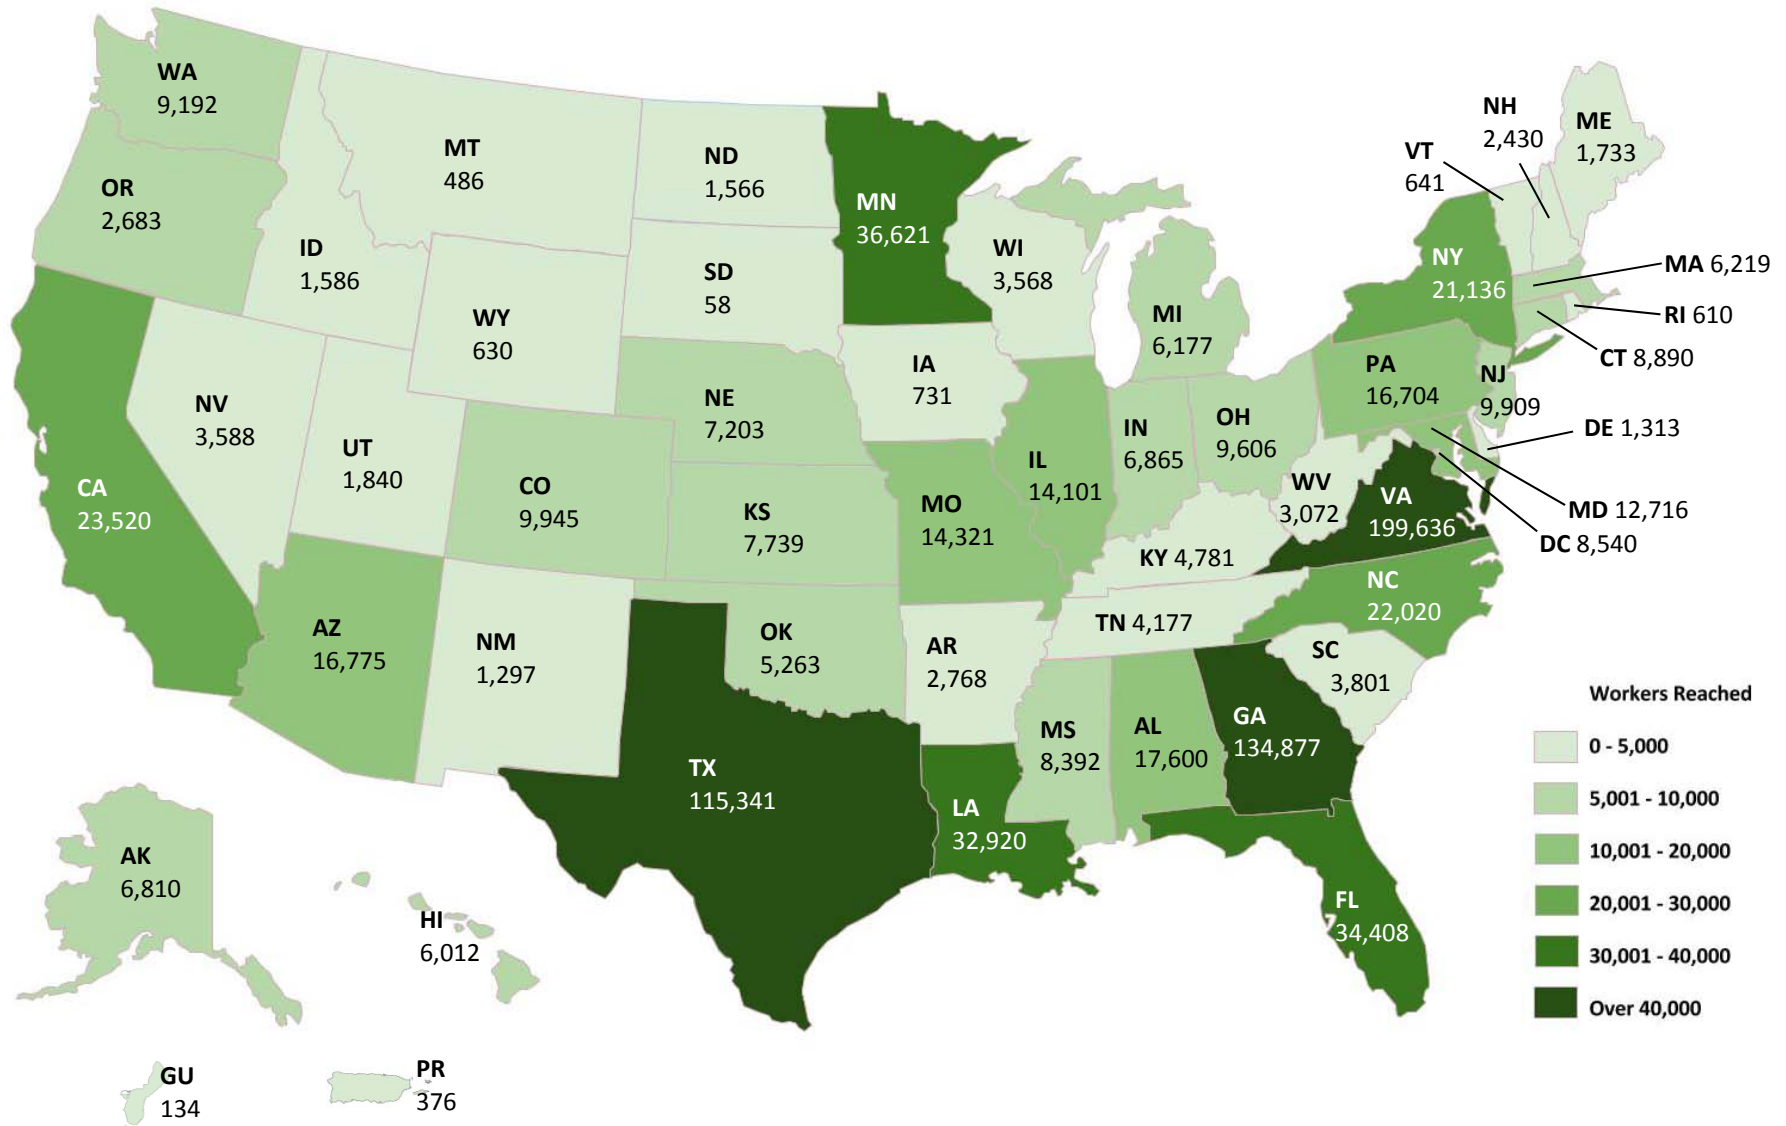 WA
9,192
OR
2,683
CA
23,520
ID
1,586
NV
3,588
MT
486
WY
630
UT
1,840
AZ
16,775
CO
9,945
NM
1,297
ND
1,566
SD
58
NE
7,203
KS
7,739
OK
5,263
TX
115,341
MN
36,621
IA
731
MO
14,321
AR
2,768
LA
32,920
WI
3,568
IL
14,101
MI
6,177
IN
6,865
OH
9,606
KY 4,781
TN 4,177
MS
8,392
AL
17,600
GA
134,877
FL
7
34,408
SC
3,801
NC
22,020
VA
199,636
WV
3,072
PA
16,704
NY
21,136
NJ
9,909
VT
641
NH
2,430
ME
1,733
MA 6,219
RI 610
CT 8,890
DE 1,313
MD 12,716
DC 8,540
AK
6,810
HI
6,012
GU
134
PR
376
Workers Reached
0 - 5,000
5,001 - 10,000
10,001 - 20,000
20,001 - 30,000
30,001 - 40,000
Over 40,000